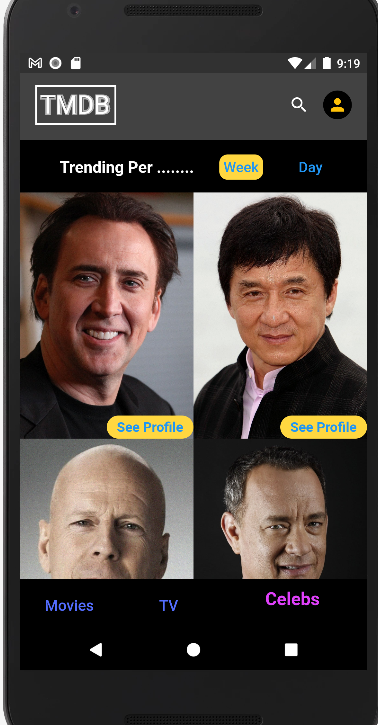 9:19
TMDB
Trending Per ........ Week Day
See Profile See Profile
Movies TV Celebs